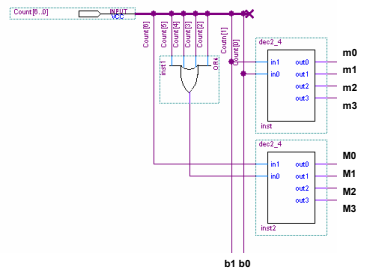 Count[6..0]
INPUT
VCC
Count[6]
Count[5]
Count[4]
Count[3]
Count[2]
Count[1]
Count[0]
inst1
OR4
dec2_4
in1 out0
in0 out1
out2
out3
inst
m0
m1
m2
m3
dec2_4
in1 out0
in0 out1
out2
out3
inst2
M0
M1
M2
M3
b1 b0